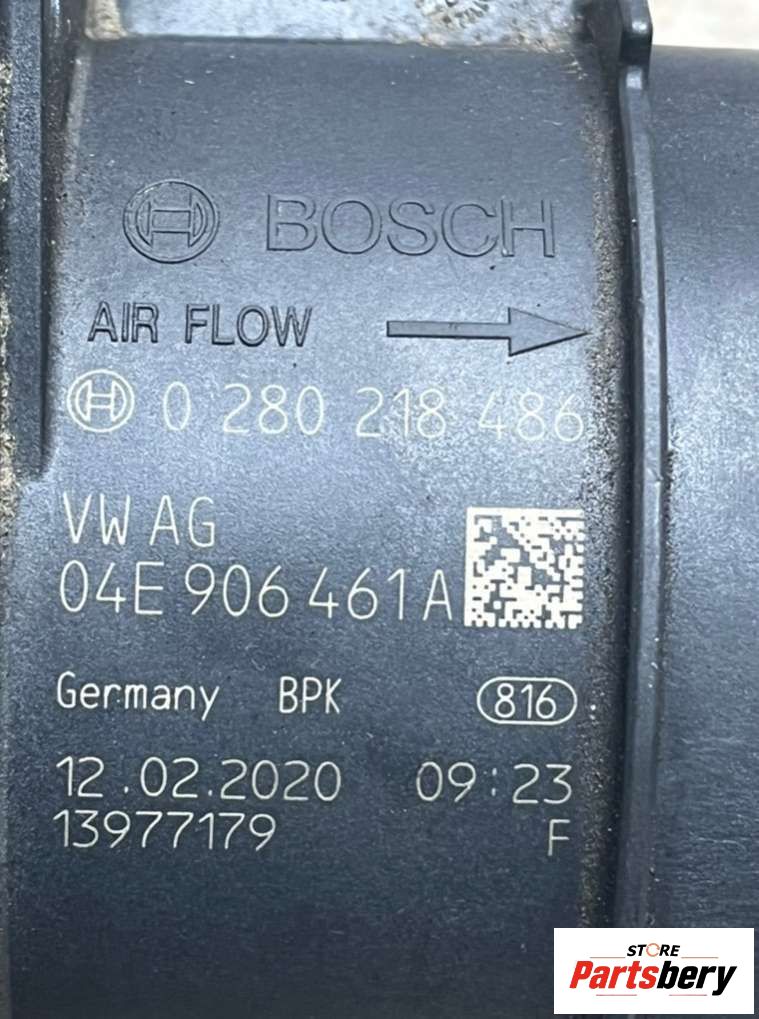 BOSCH
AIR FLOW
0 280 218 486
VW AG
04E 906 461 A
Germany BPK 816
12.02.2020 09:23
13977179 F
STORE
Partsbery